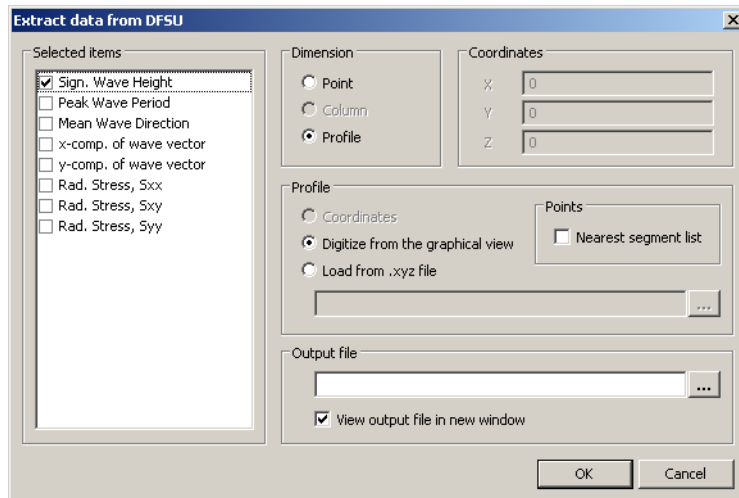 Extract data from DFSU
Selected items
Sign. Wave Height
Peak Wave Period
Mean Wave Direction
x-comp. of wave vector
y-comp. of wave vector
Rad. Stress, Sxx
Rad. Stress, Sxy
Rad. Stress, Syy
Dimension
Point
Column
Profile
Coordinates
X 0
Y 0
Z 0
Profile
Coordinates
Digitize from the graphical view
Load from .xyz file
...
Points
Nearest segment list
Output file
...
View output file in new window
OK Cancel